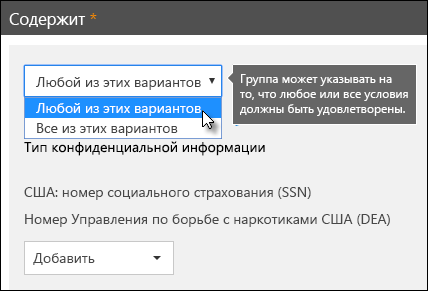 Содержит *
Любой из этих вариантов
Любой из этих вариантов
Все из этих вариантов
Группа может указывать на
то, что любое или все условия
должны быть удовлетворены.
Тип конфиденциальной информации
США: номер социального страхования (SSN)
Номер Управления по борьбе с наркотиками США (DEA)
Добавить